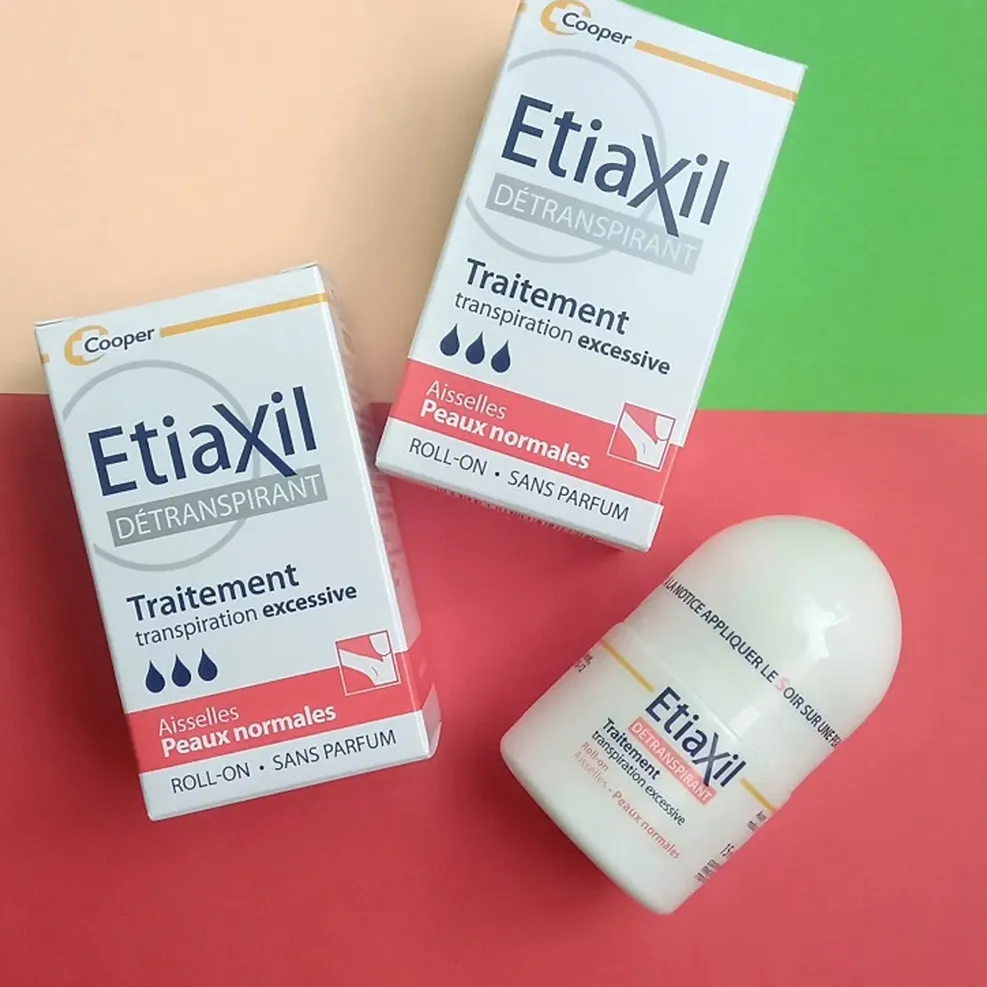 Cooper
EtiaXil
DÉTRANSPIRANT
Traitement
transpiration excessive
Aisselles
Peaux normales
ROLL-ON • SANS PARFUM
Cooper
EtiaXil
DÉTRANSPIRANT
Traitement
transpiration excessive
Aisselles
Peaux normales
ROLL-ON • SANS PARFUM
LA NOTICE APPLIQUER LE SOIR SUR UNE
EtiaXil
DÉTRANSPIRANT
Traitement
transpiration excessive
Roll-on
Aisselles - Peaux normales